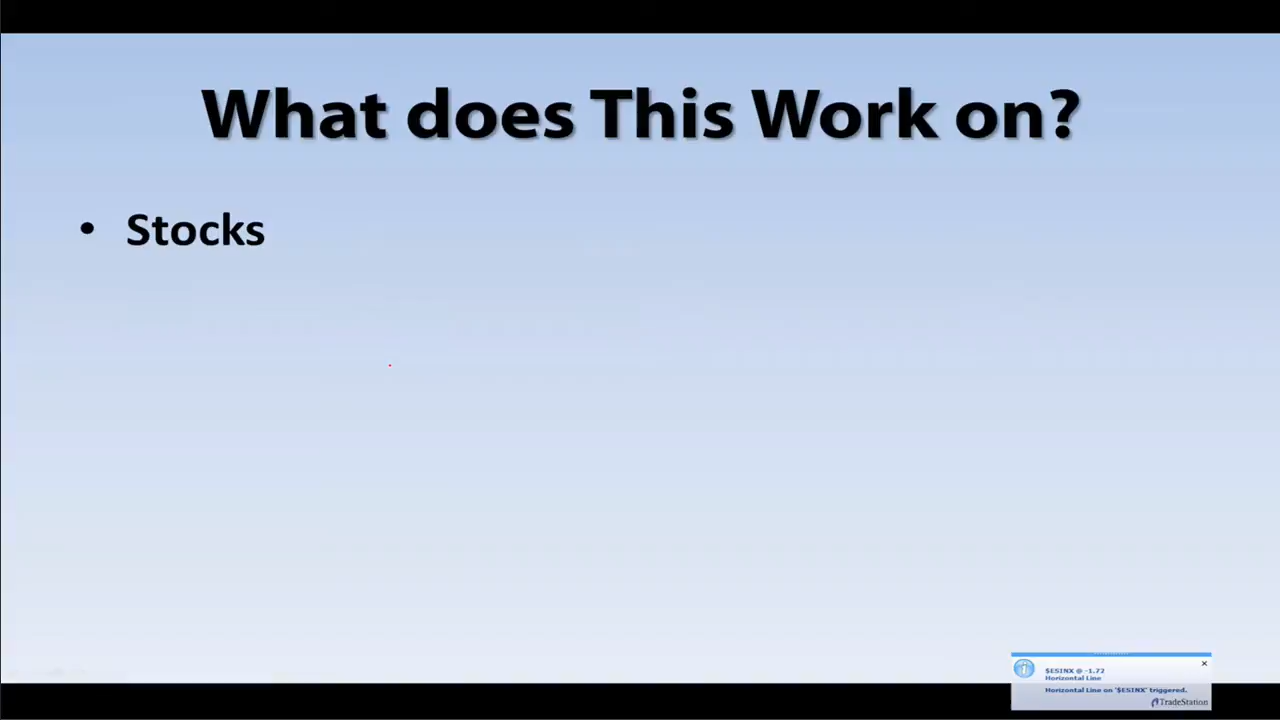 What does This Work on?
• Stocks
$ESINX @ -1.72
Horizontal Line
Horizontal Line on '$ESINX' triggered.
TradeStation